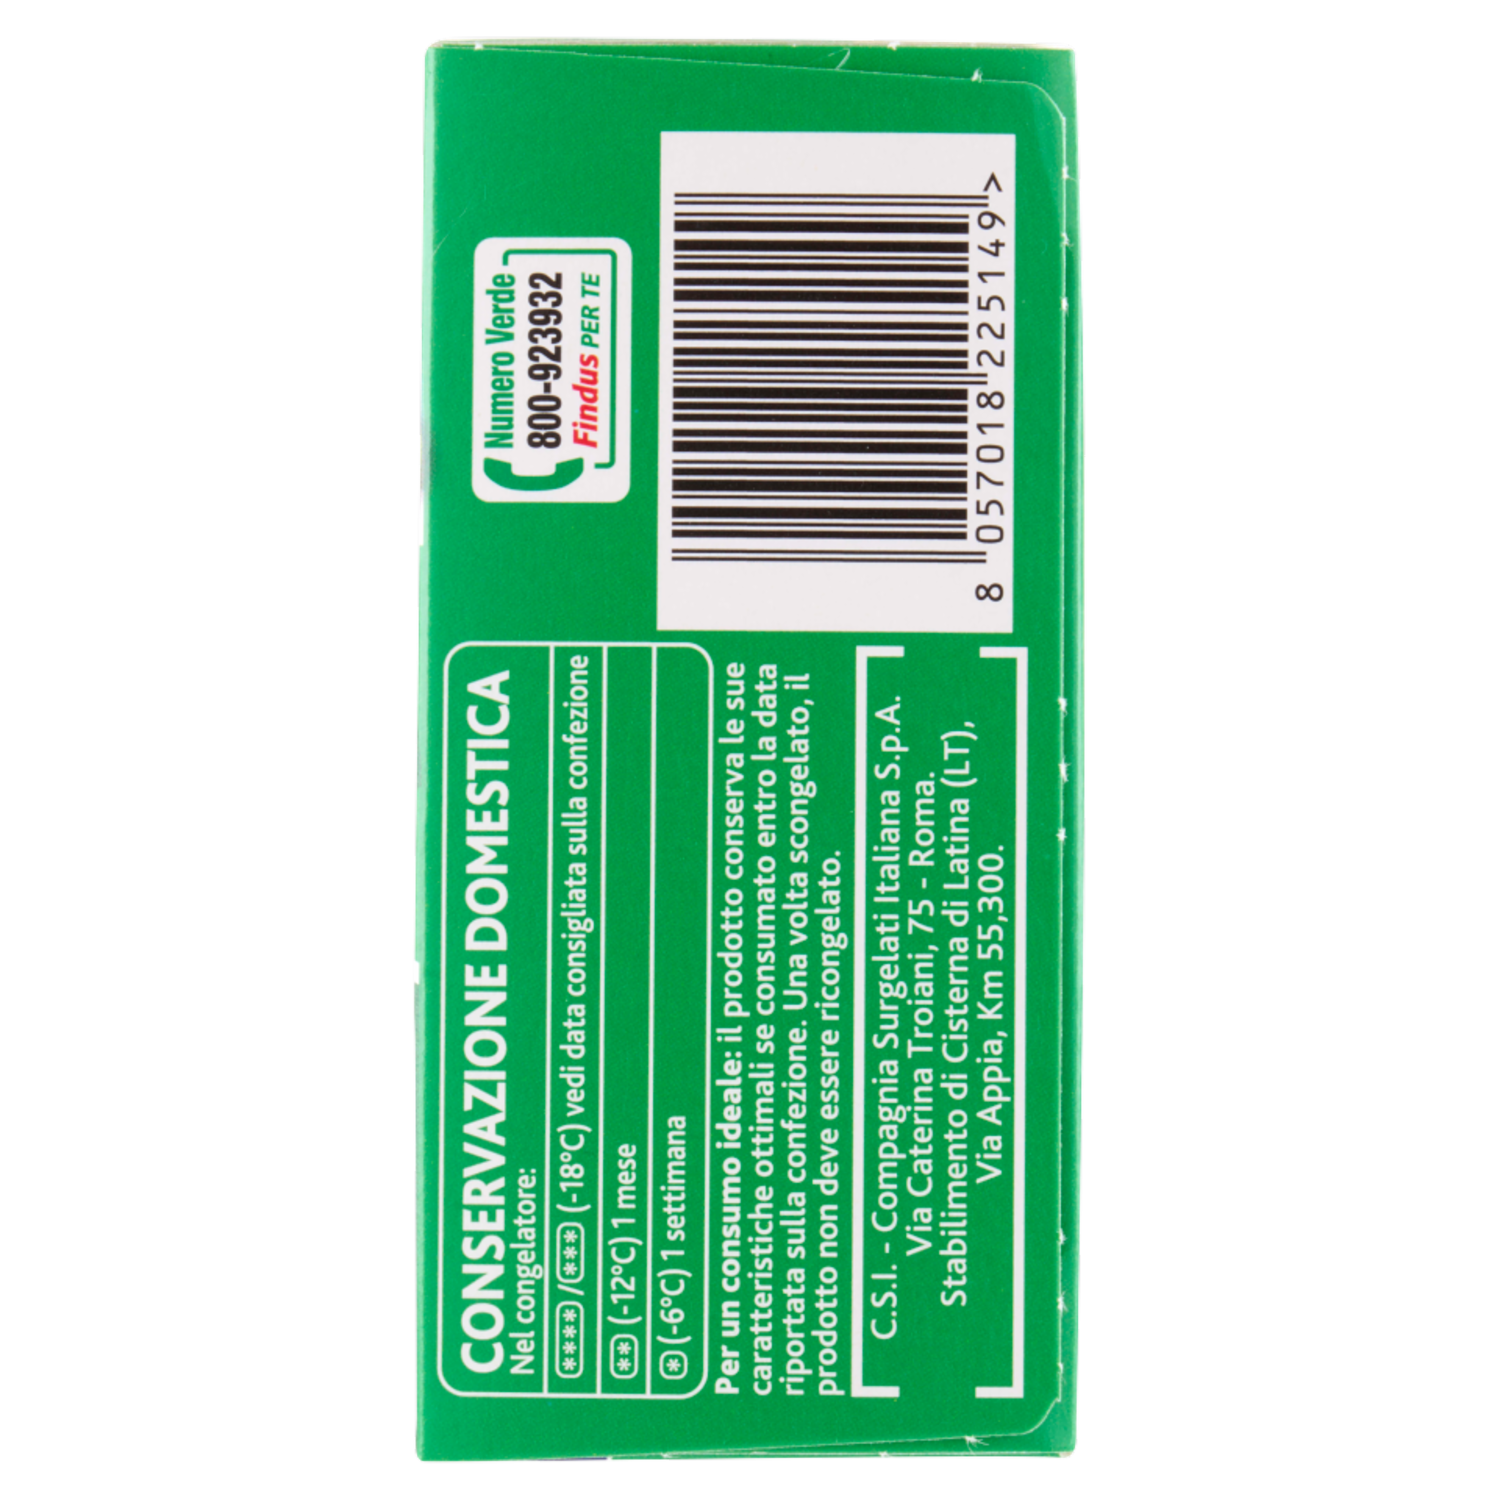 CONSERVAZIONE DOMESTICA
Nel congelatore:
**** / *** (-18°C) vedi data consigliata sulla confezione
** (-12°C) 1 mese
* (-6°C) 1 settimana
Per un consumo ideale: il prodotto conserva le sue
caratteristiche ottimali se consumato entro la data
riportata sulla confezione. Una volta scongelato, il
prodotto non deve essere ricongelato.
C.S.I. - Compagnia Surgelati Italiana S.p.A.
Via Caterina Troiani, 75 - Roma.
Stabilimento di Cisterna di Latina (LT),
Via Appia, Km 55,300.
Numero Verde
800-923932
Findus PER TE
8 057018 225149 >